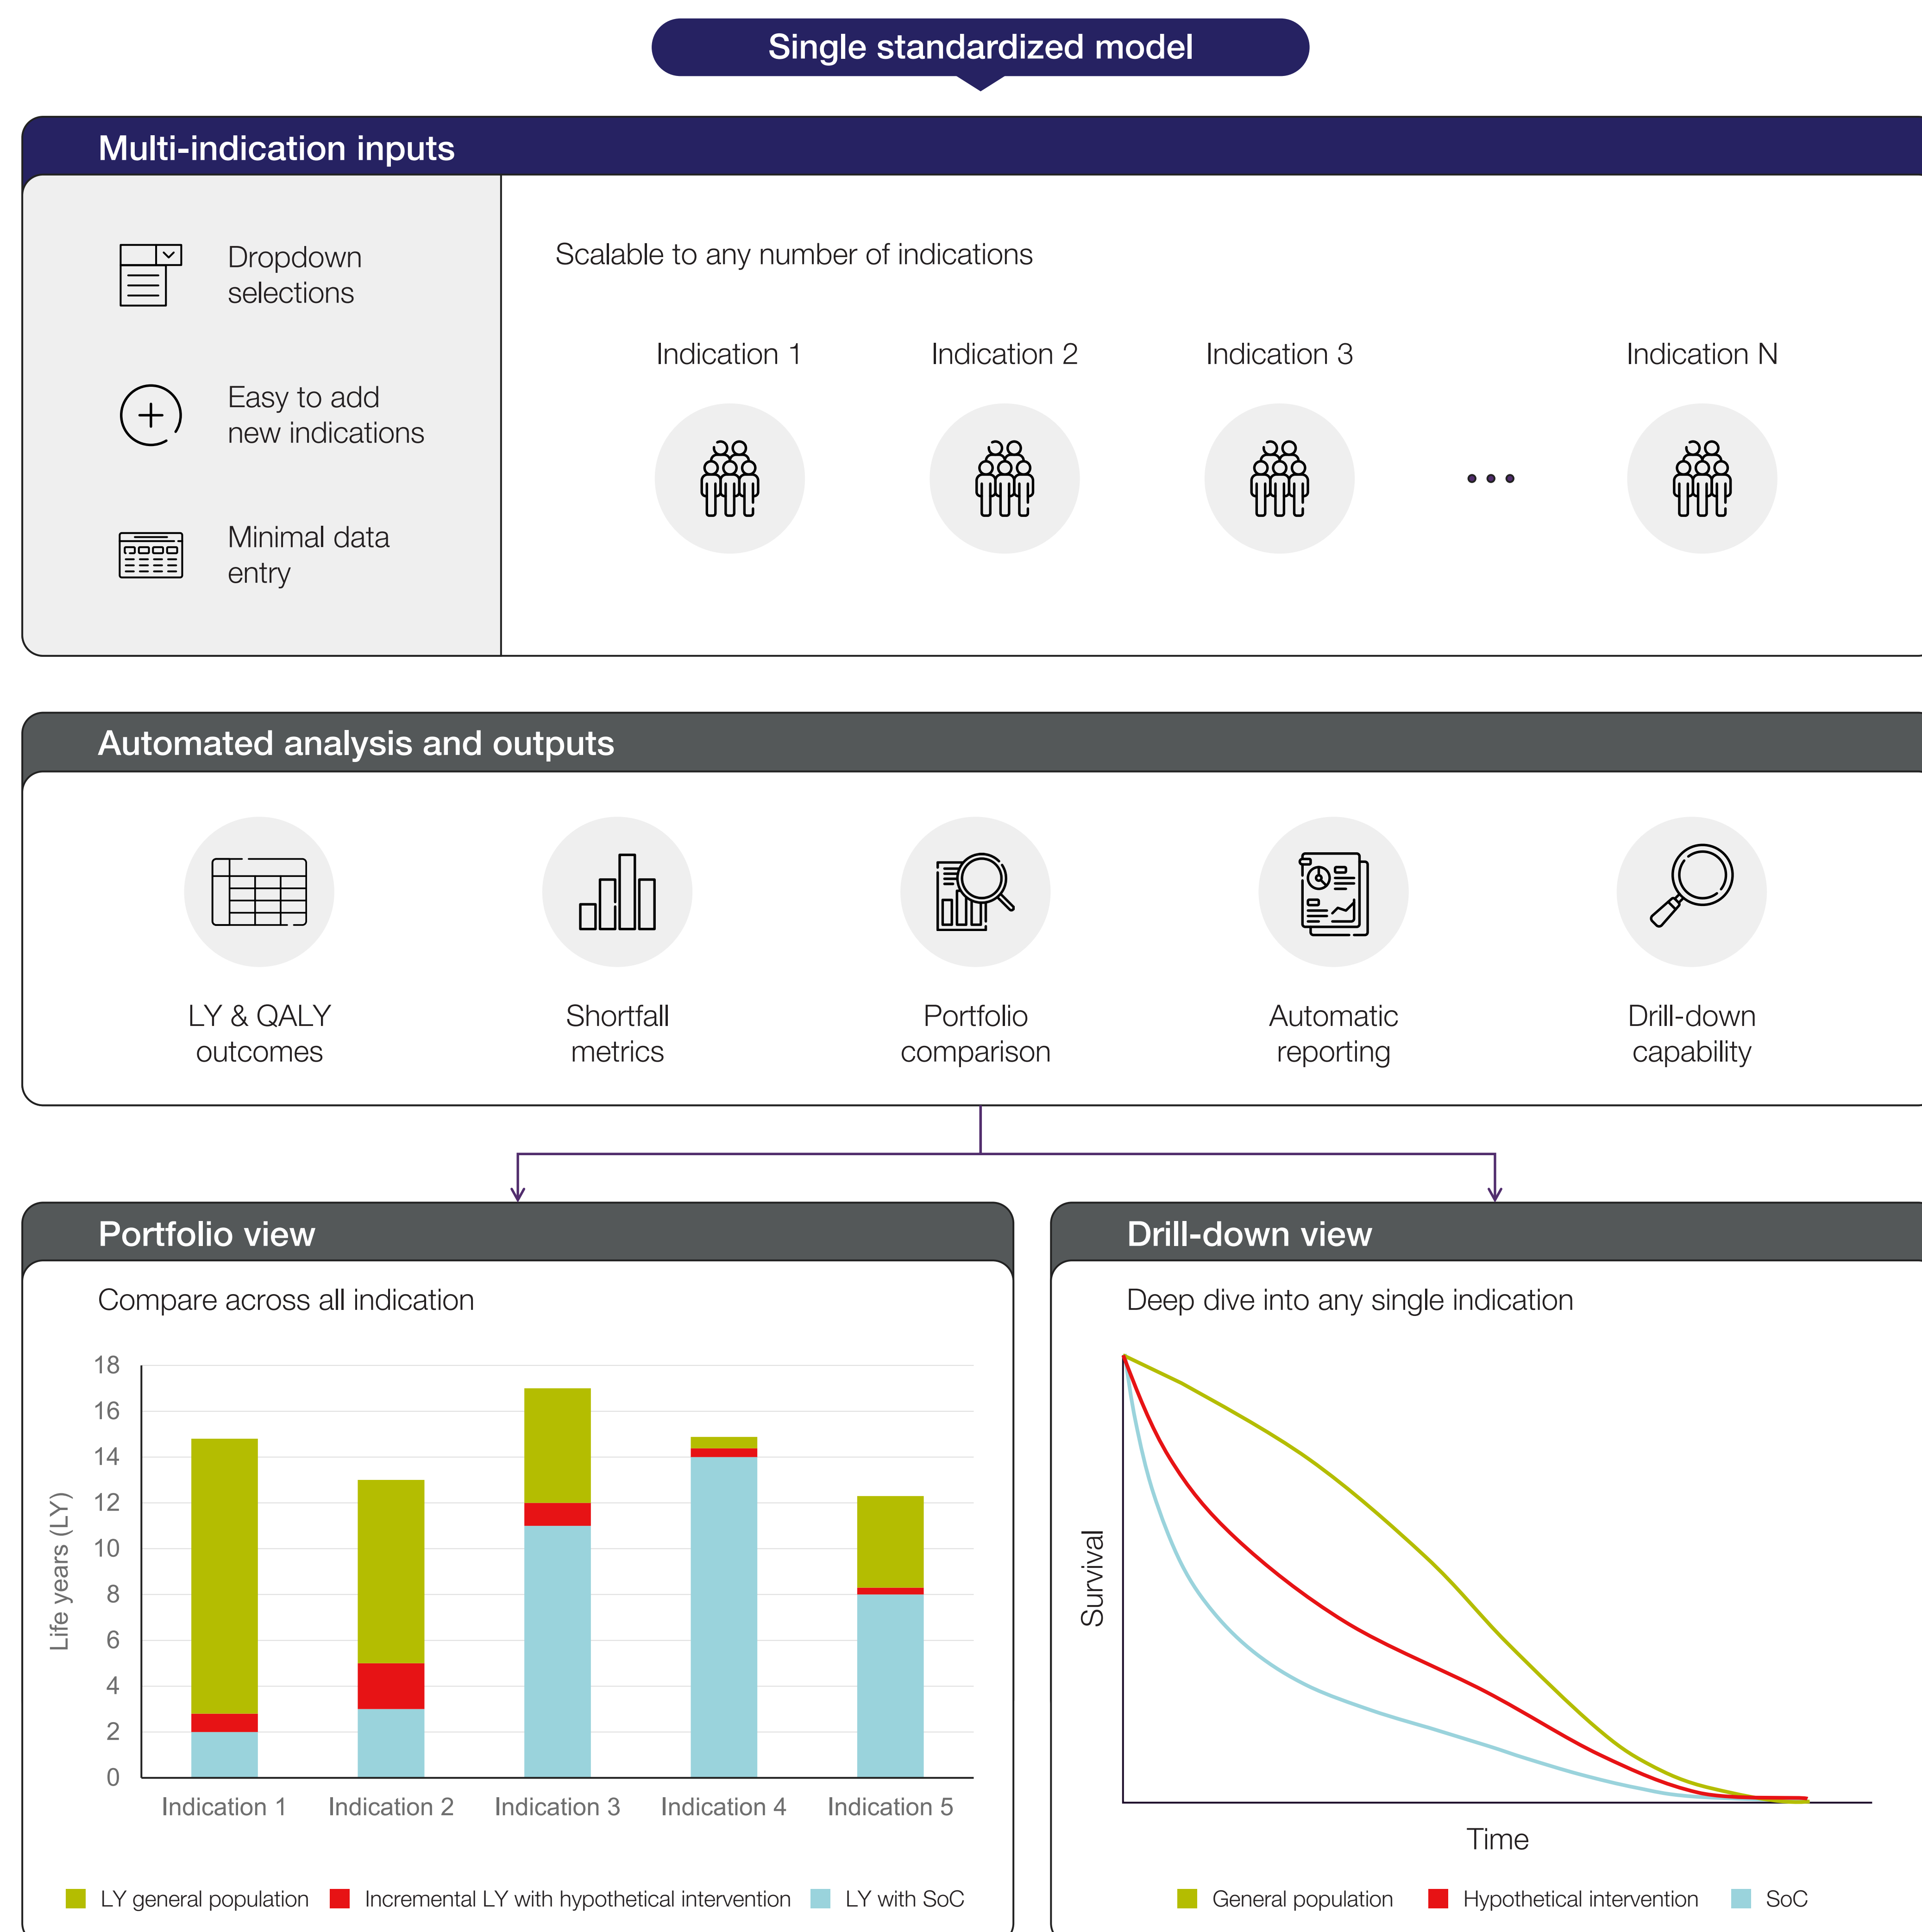 Single standardized model
Multi-indication inputs
Dropdown
selections
Easy to add
new indications
Minimal data
entry
Scalable to any number of indications
Indication 1
Indication 2
Indication 3
Indication N
Automated analysis and outputs
LY & QALY
outcomes
Shortfall
metrics
Portfolio
comparison
Automatic
reporting
Drill-down
capability
Portfolio view
Compare across all indication
Life years (LY)
18
16
14
12
10
8
6
4
2
0
Indication 1
Indication 2
Indication 3
Indication 4
Indication 5
LY general population
Incremental LY with hypothetical intervention
LY with SoC
Drill-down view
Deep dive into any single indication
Survival
Time
General population
Hypothetical intervention
SoC